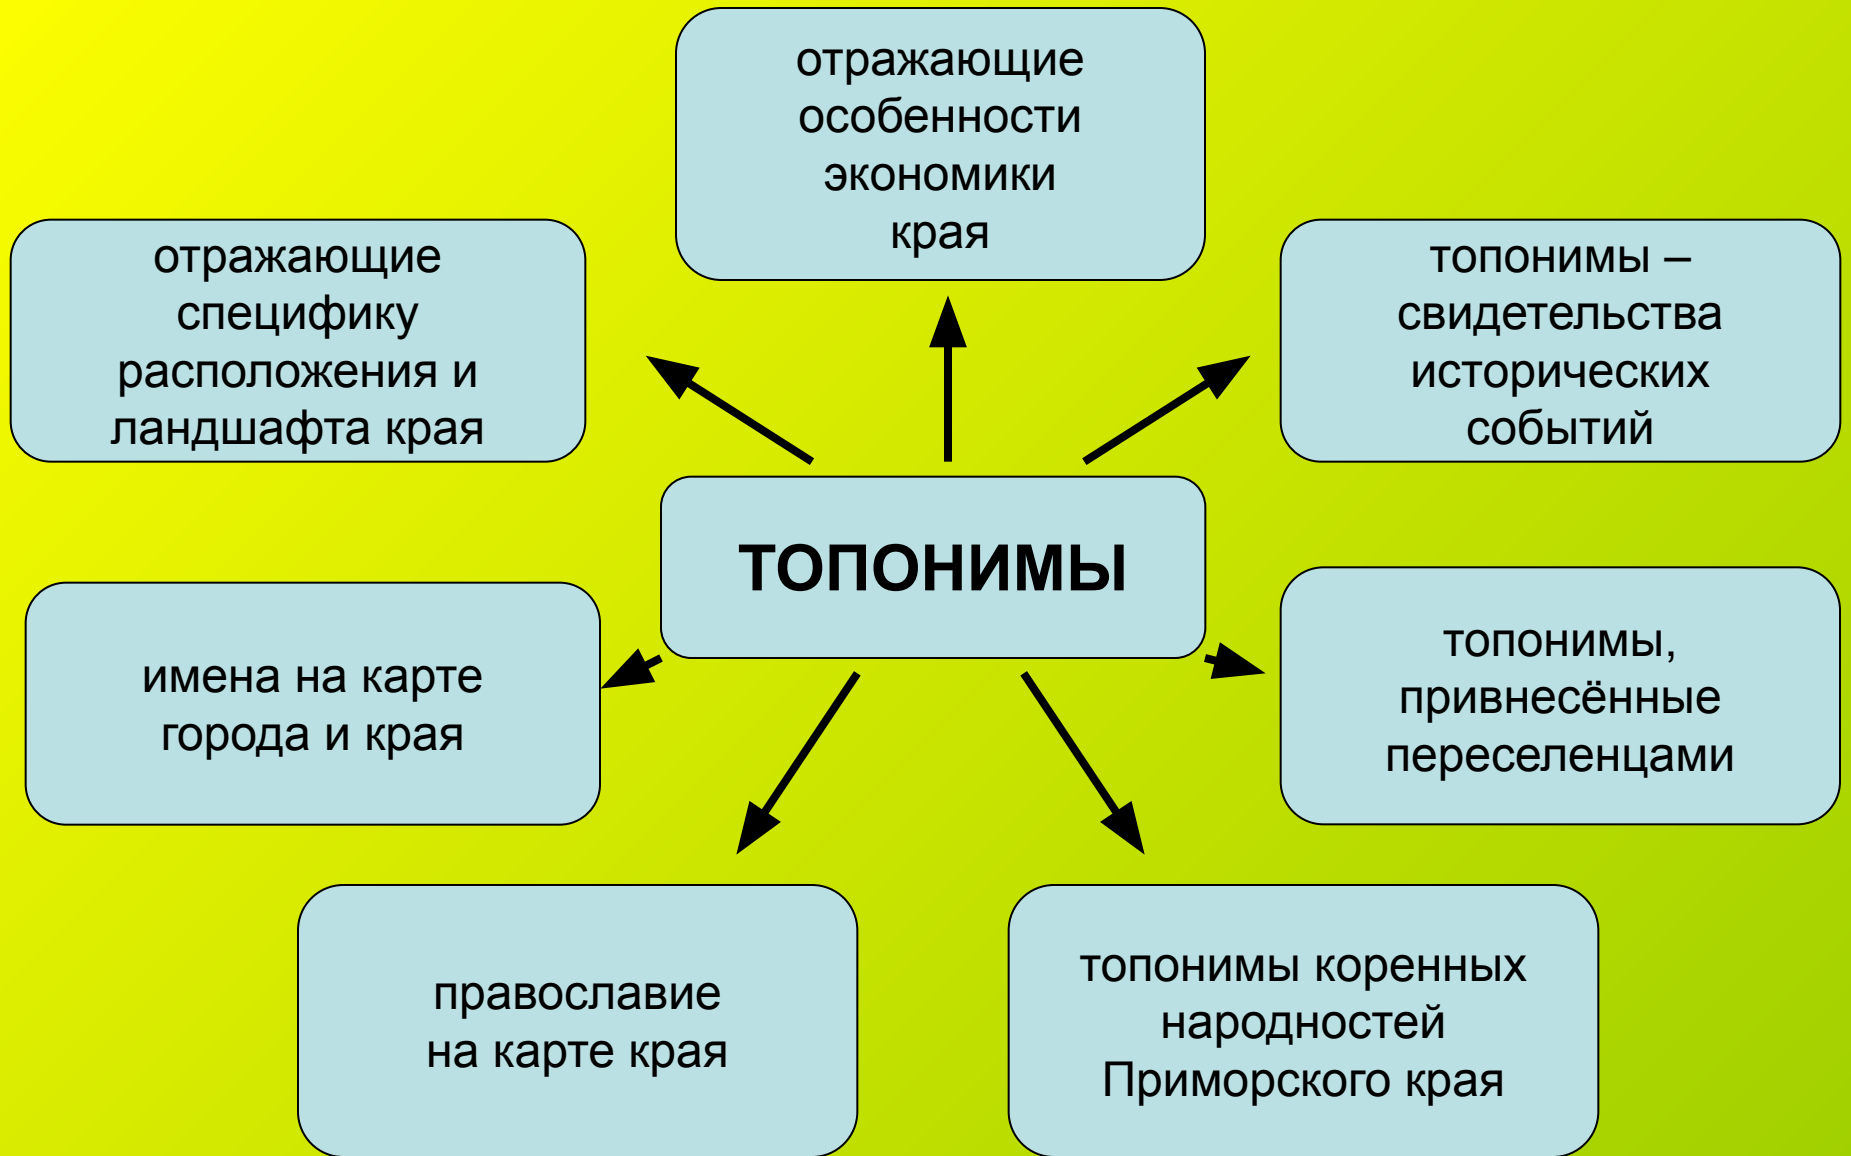 отражающие
особенности
экономики
края
отражающие
специфику
расположения и
ландшафта края
топонимы –
свидетельства
исторических
событий
ТОПОНИМЫ
имена на карте
города и края
топонимы,
привнесённые
переселенцами
православие
на карте края
топонимы коренных
народностей
Приморского края